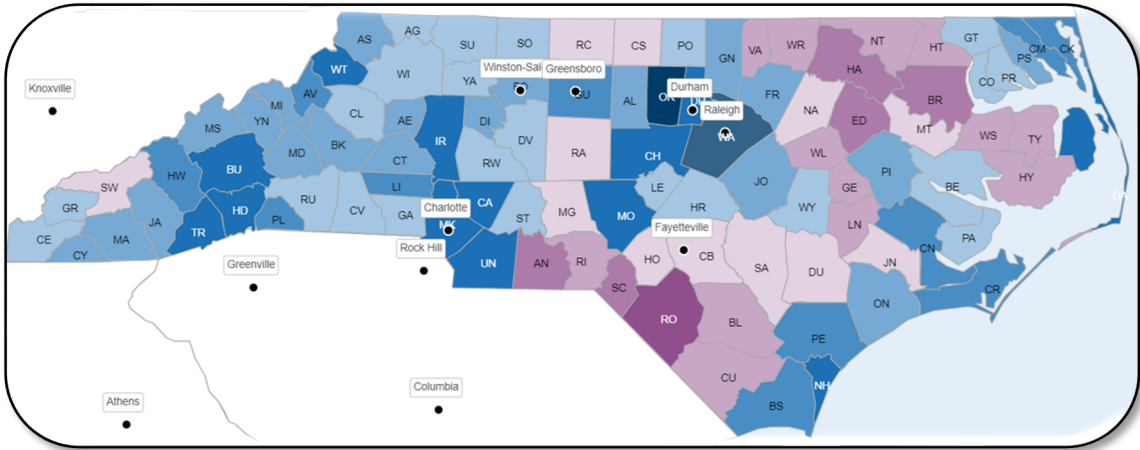 AG
AS
SU
SO
RC
CS
PO
GN
VA
WR
NT
HT
GT
PS
CM
CK
WT
WI
YA
Winston-Sal
Greensboro
GU
Durham
HA
CO
PR
Knoxville
AV
MI
CL
AE
IR
DI
AL
Raleigh
WA
FR
NA
BR
ED
MT
WS
TY
MS
YN
MD
BK
CT
RW
DV
RA
CH
WL
BU
HW
SW
LI
LE
JO
PI
BE
HY
GR
HD
PL
RU
CV
GA
CA
ST
MG
MO
HR
WY
GE
LN
DA
CE
CY
MA
JA
TR
Charlotte
MK
Fayetteville
CN
PA
Rock Hill
UN
AN
RI
HO
CB
SA
DU
JN
Greenville
SC
CR
ON
RO
BL
PE
CU
NH
BS
Columbia
Athens